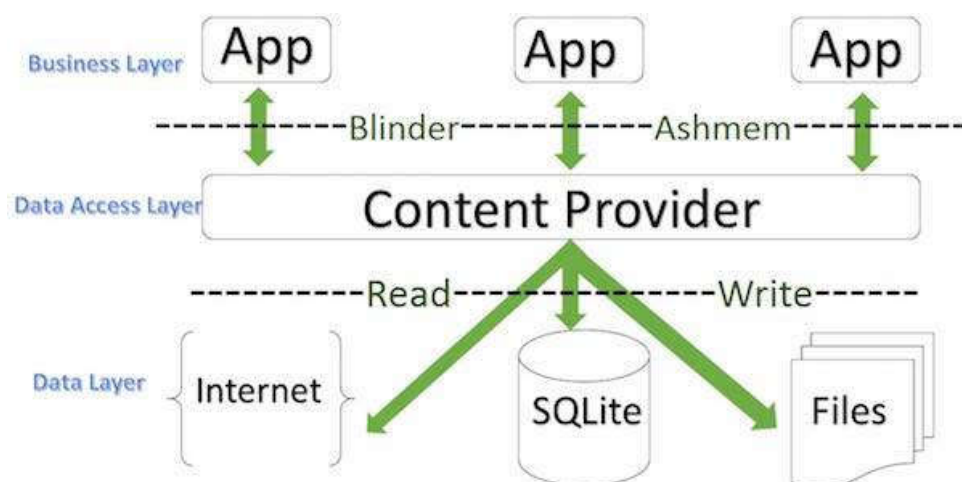 App App App
Business Layer
Blinder Ashmem
Data Access Layer
Content Provider
Read Write
Data Layer
Internet
SQLite
Files